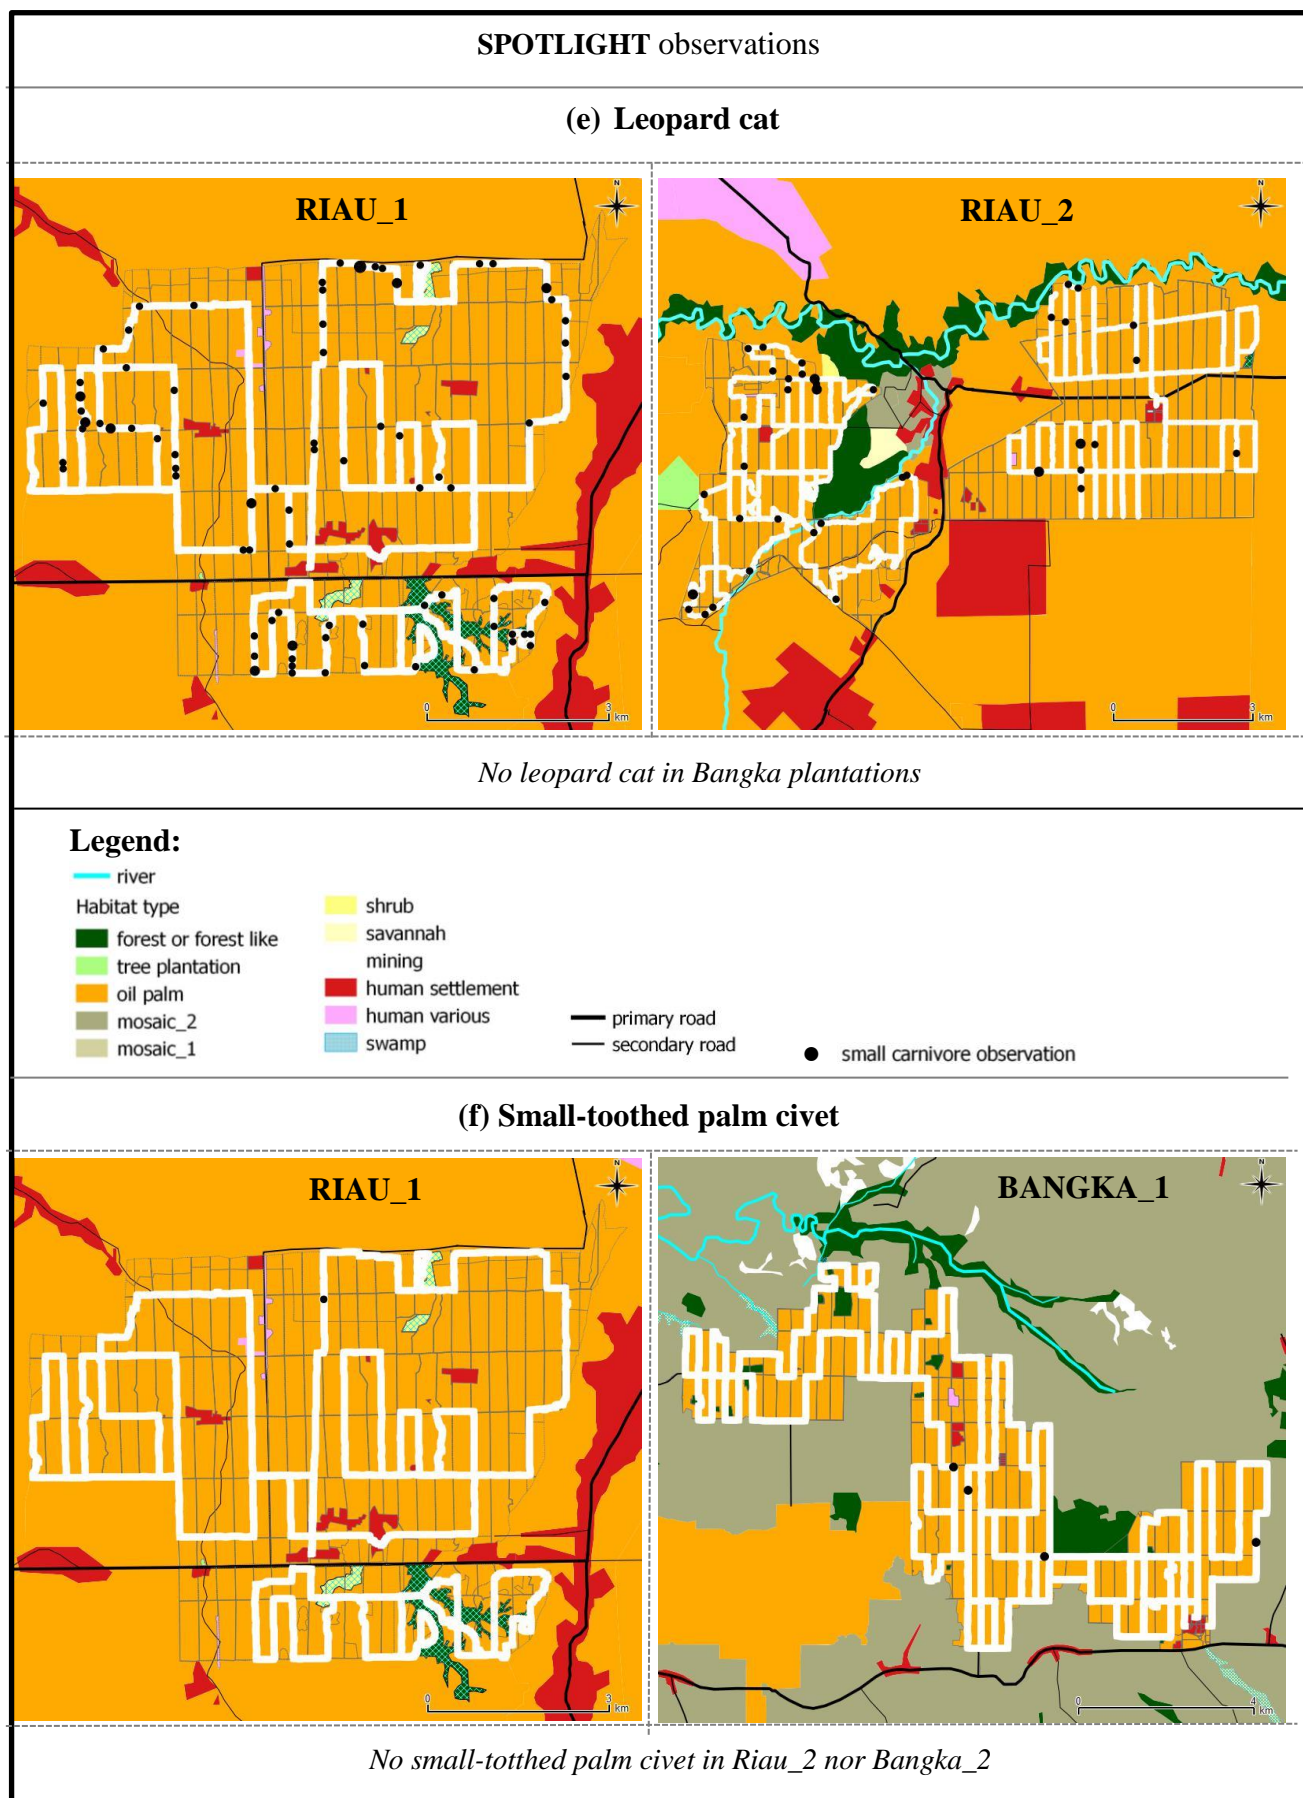 SPOTLIGHT observations
(e) Leopard cat
RIAU_1
N
0 3 km
RIAU_2
N
0 3 km
No leopard cat in Bangka plantations
Legend:
river
Habitat type
forest or forest like
tree plantation
oil palm
mosaic_2
mosaic_1
shrub
savannah
mining
human settlement
human various
swamp
primary road
secondary road
small carnivore observation
(f) Small-toothed palm civet
RIAU_1
N
0 3 km
BANGKA_1
N
0 4 km
No small-totthed palm civet in Riau_2 nor Bangka_2